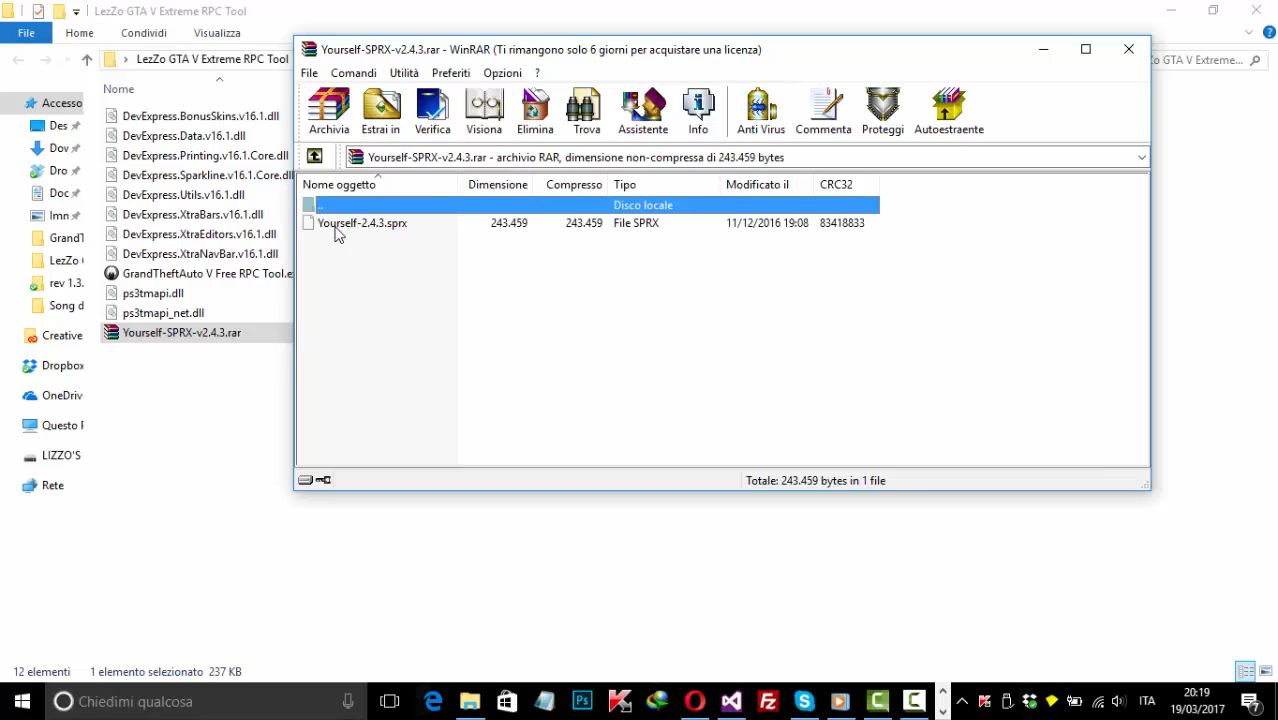 LezZo GTA V Extreme RPC Tool
File
Home
Condividi
Visualizza
LezZo GTA V Extreme RPC Tool
zo GTA V Extreme...
Nome
Accesso
Des
Dov
Dro
Doc
Imn
GrandT
LezZo (
rev 1.3.
Song d
Creative
Dropbox
OneDriv
Questo F
LIZZO'S
Rete
DevExpress.BonusSkins.v16.1.dll
DevExpress.Data.v16.1.dll
DevExpress.Printing.v16.1.Core.dll
DevExpress.Sparkline.v16.1.Core.d
DevExpress.Utils.v16.1.dll
DevExpress.XtraBars.v16.1.dll
DevExpress.XtraEditors.v16.1.dll
DevExpress.XtraNavBar.v16.1.dll
GrandTheftAuto V Free RPC Tool.e
ps3tmapi.dll
ps3tmapi_net.dll
Yourself-SPRX-v2.4.3.rar
Yourself-SPRX-v2.4.3.rar - WinRAR (Ti rimangono solo 6 giorni per acquistare una licenza)
File Comandi Utilità Preferiti Opzioni ?
Archivia Estrai in Verifica Visiona Elimina Trova Assistente Info Anti Virus Commenta Proteggi Autoestraente
Yourself-SPRX-v2.4.3.rar - archivio RAR, dimensione non-compressa di 243.459 bytes
Nome oggetto Dimensione Compresso Tipo Modificato il CRC32
.. Disco locale
Yourself-2.4.3.sprx 243.459 243.459 File SPRX 11/12/2016 19:08 83418833
Totale: 243.459 bytes in 1 file
12 elementi 1 elemento selezionato 237 KB
Chiedimi qualcosa
Ps
Fz
ITA
20:19
19/03/2017
7